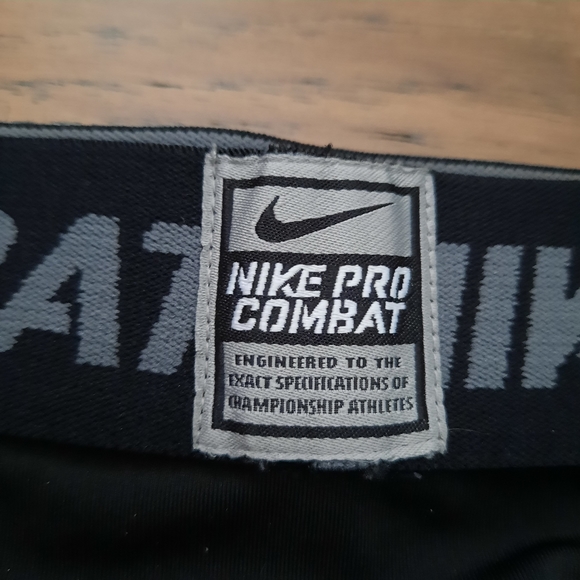 NIKE PRO
COMBAT
ENGINEERED TO THE
EXACT SPECIFICATIONS OF
CHAMPIONSHIP ATHLETES